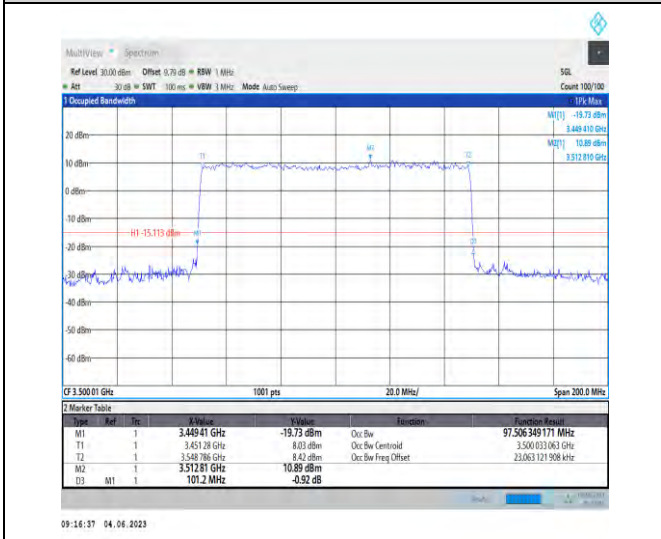 MultiView Spectrum
Ref Level 30.00 dBm Offset 9.79 dB RBW 1 MHz SGL
Att 30 dB SWT 100 ms VBW 3 MHz Mode Auto Sweep Count 100/100
1 Occupied Bandwidth 1Pk Max
M1[1] -19.73 dBm
3.449 410 GHz
M2[1] 10.89 dBm
3.512 810 GHz
20 dBm
M2
T1 T2
10 dBm
0 dBm
-10 dBm
H1 -15.113 dBm M1
D3
-30 dBm
-40 dBm
-50 dBm
-60 dBm
CF 3.500 01 GHz 1001 pts 20.0 MHz/ Span 200.0 MHz
2 Marker Table
Type Ref Trc X-Value Y-Value Function Function Result
M1 1 3.449 41 GHz -19.73 dBm Occ Bw 97.506 349 171 MHz
T1 1 3.451 28 GHz 8.03 dBm Occ Bw Centroid 3.500 033 063 GHz
T2 1 3.548 786 GHz 8.42 dBm Occ Bw Freq Offset 23.063 121 908 kHz
M2 1 3.512 81 GHz 10.89 dBm
D3 M1 1 101.2 MHz -0.92 dB
09:16:37 04.06.2023